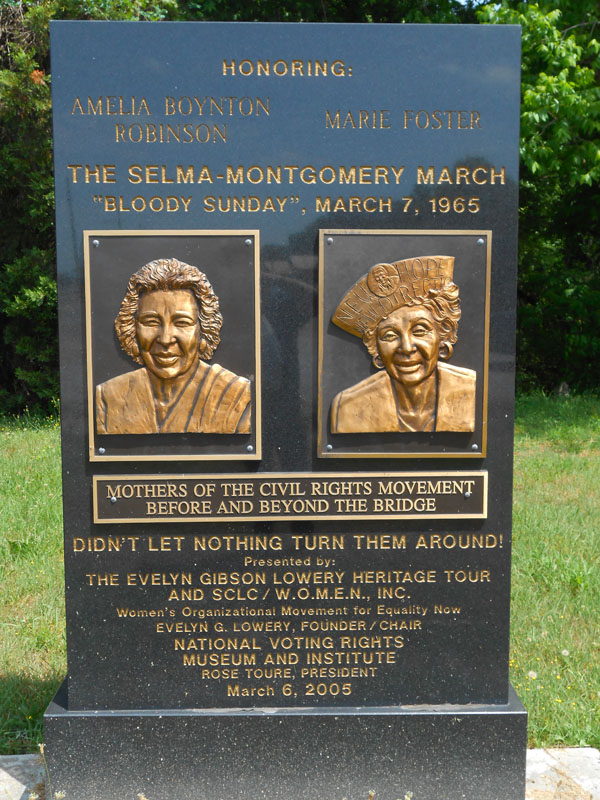 HONORING:
AMELIA BOYNTON
ROBINSON
MARIE FOSTER
THE SELMA-MONTGOMERY MARCH
"BLOODY SUNDAY", MARCH 7, 1965
HOPE
MOTHERS OF THE CIVIL RIGHTS MOVEMENT
BEFORE AND BEYOND THE BRIDGE
DIDN'T LET NOTHING TURN THEM AROUND!
Presented by:
THE EVELYN GIBSON LOWERY HERITAGE TOUR
AND SCLC/W.O.M.E.N., INC.
Women's Organizational Movement for Equality Now
EVELYN G. LOWERY, FOUNDER/CHAIR
NATIONAL VOTING RIGHTS
MUSEUM AND INSTITUTE
ROSE TOURE, PRESIDENT
March 6, 2005